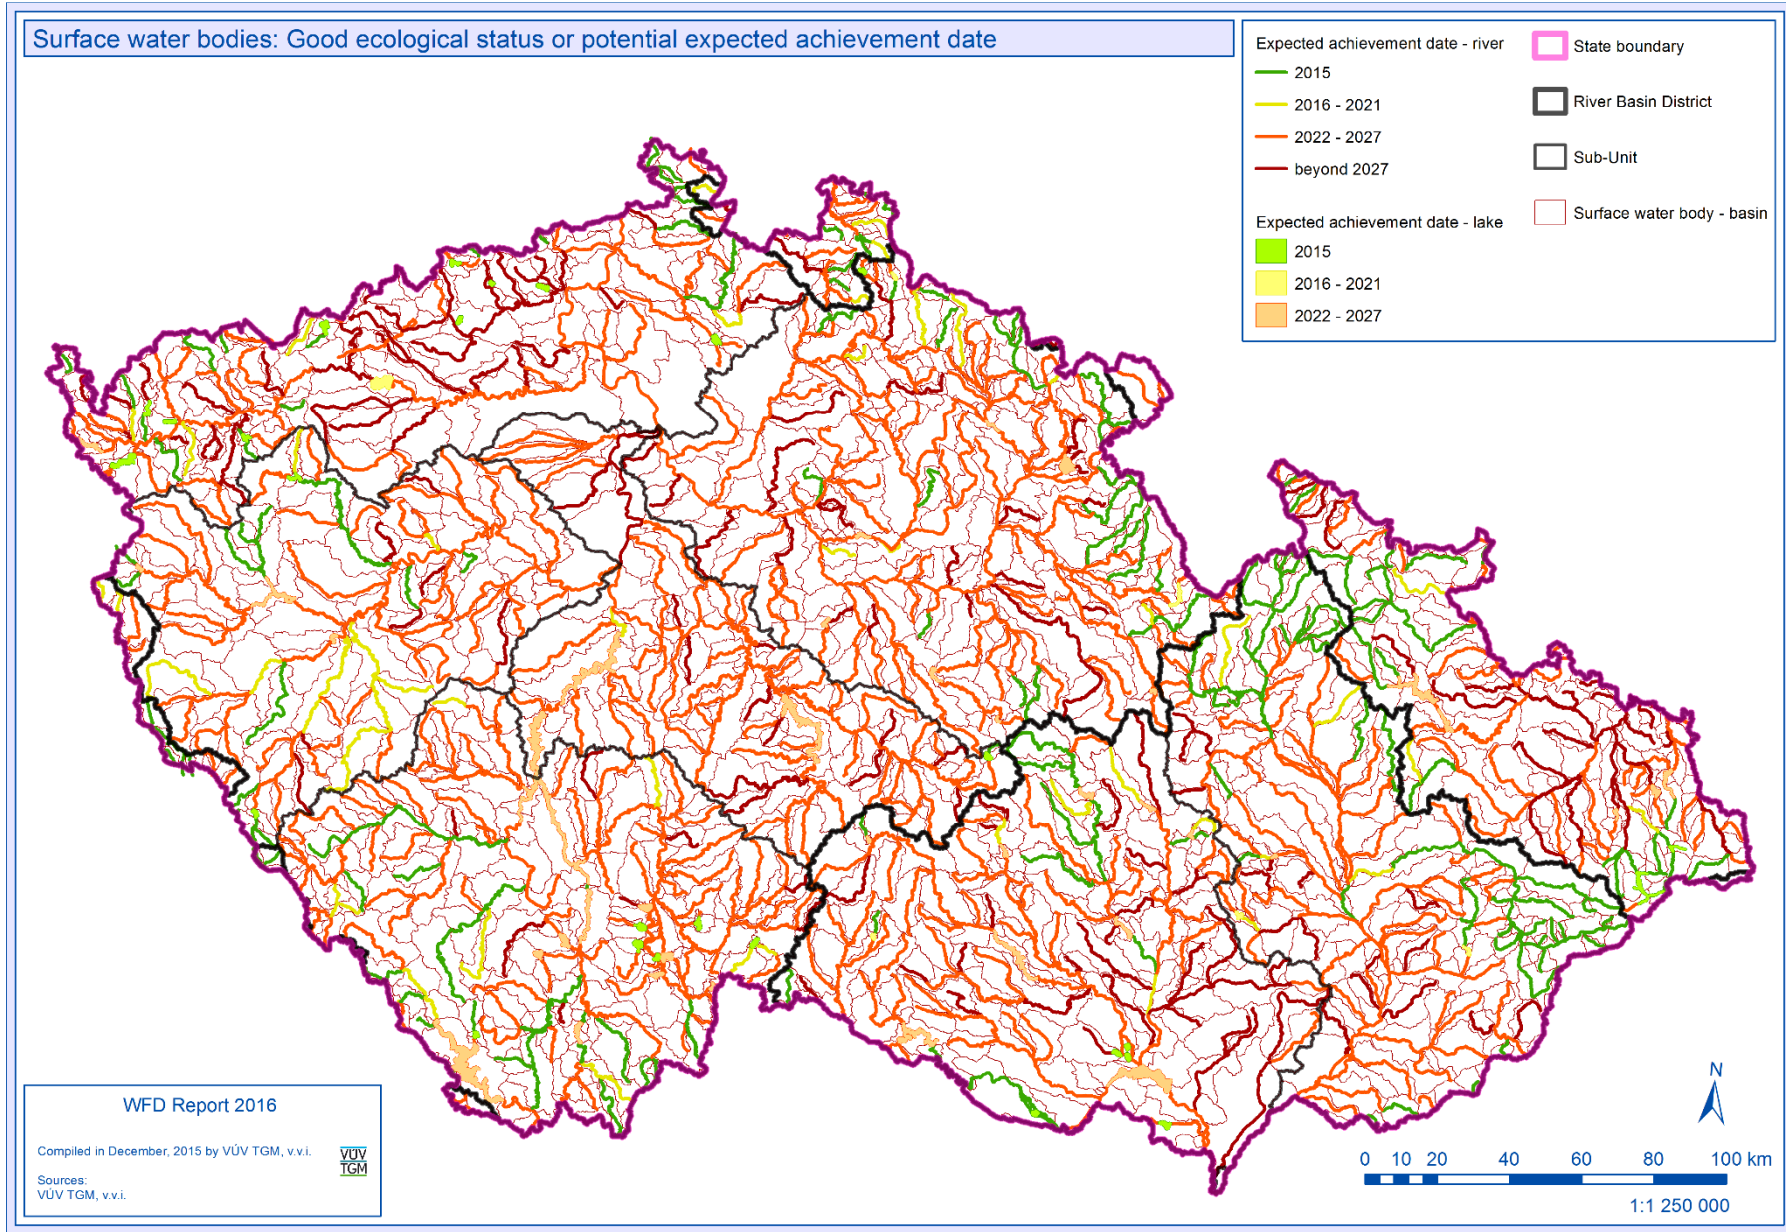 Surface water bodies: Good ecological status or potential expected achievement date
Expected achievement date - river
2015
2016 - 2021
2022 - 2027
beyond 2027
Expected achievement date - lake
2015
2016 - 2021
2022 - 2027
State boundary
River Basin District
Sub-Unit
Surface water body - basin
WFD Report 2016
Compiled in December, 2015 by VÚV TGM, v.v.i.
Sources:
VÚV TGM, v.v.i.
VÚV
TGM
N
0 10 20 40 60 80 100 km
1:1 250 000